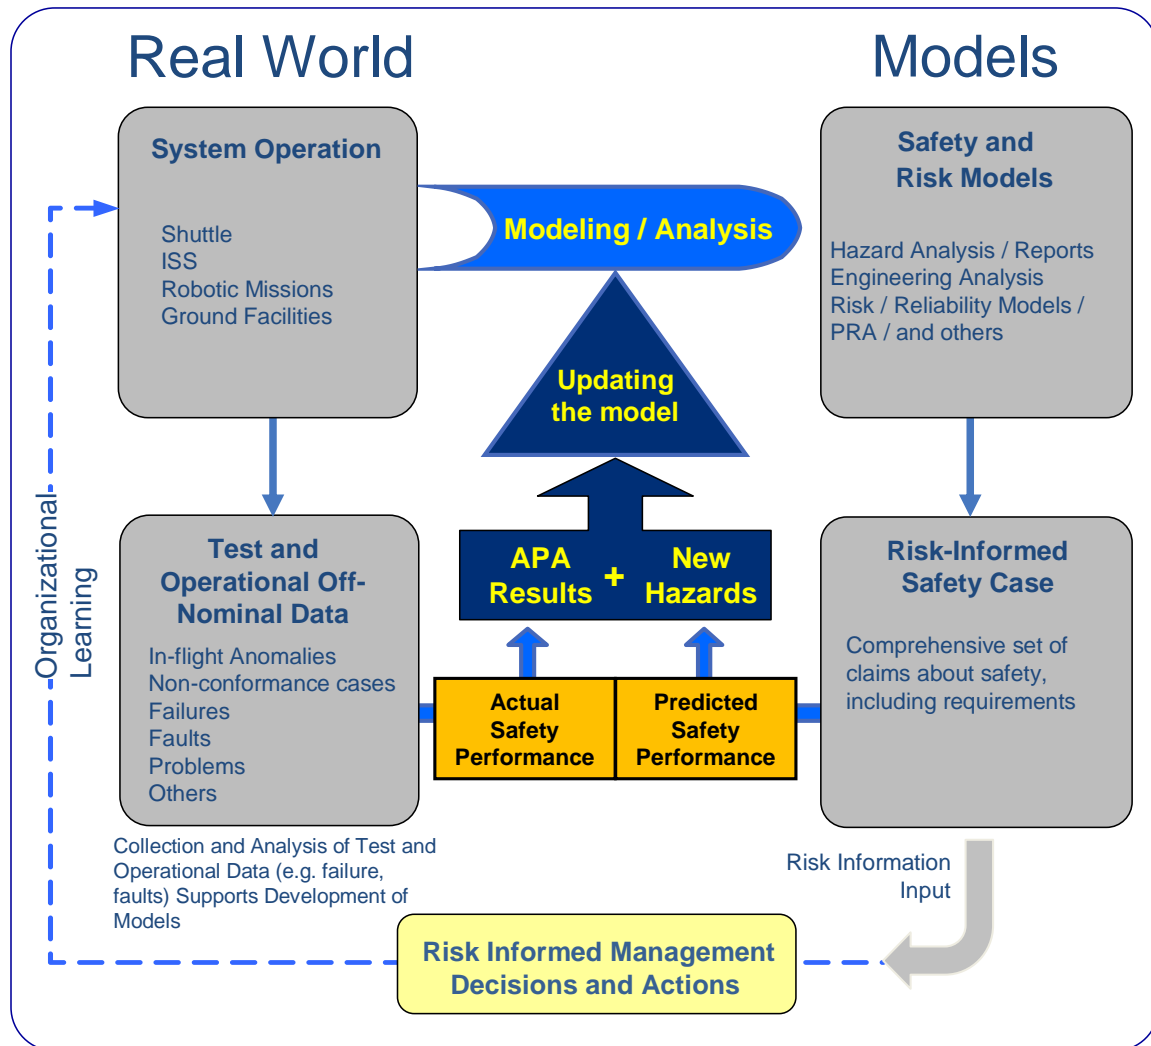 Real World
Models
System Operation
Shuttle
ISS
Robotic Missions
Ground Facilities
Modeling / Analysis
Safety and
Risk Models
Hazard Analysis / Reports
Engineering Analysis
Risk / Reliability Models /
PRA / and others
Updating
the model
Organizational
Learning
Test and
Operational Off-
Nominal Data
In-flight Anomalies
Non-conformance cases
Failures
Faults
Problems
Others
APA
Results
+
New
Hazards
Actual
Safety
Performance
Predicted
Safety
Performance
Risk-Informed
Safety Case
Comprehensive set of
claims about safety,
including requirements
Collection and Analysis of Test and
Operational Data (e.g. failure,
faults) Supports Development of
Models
Risk Information
Input
Risk Informed Management
Decisions and Actions